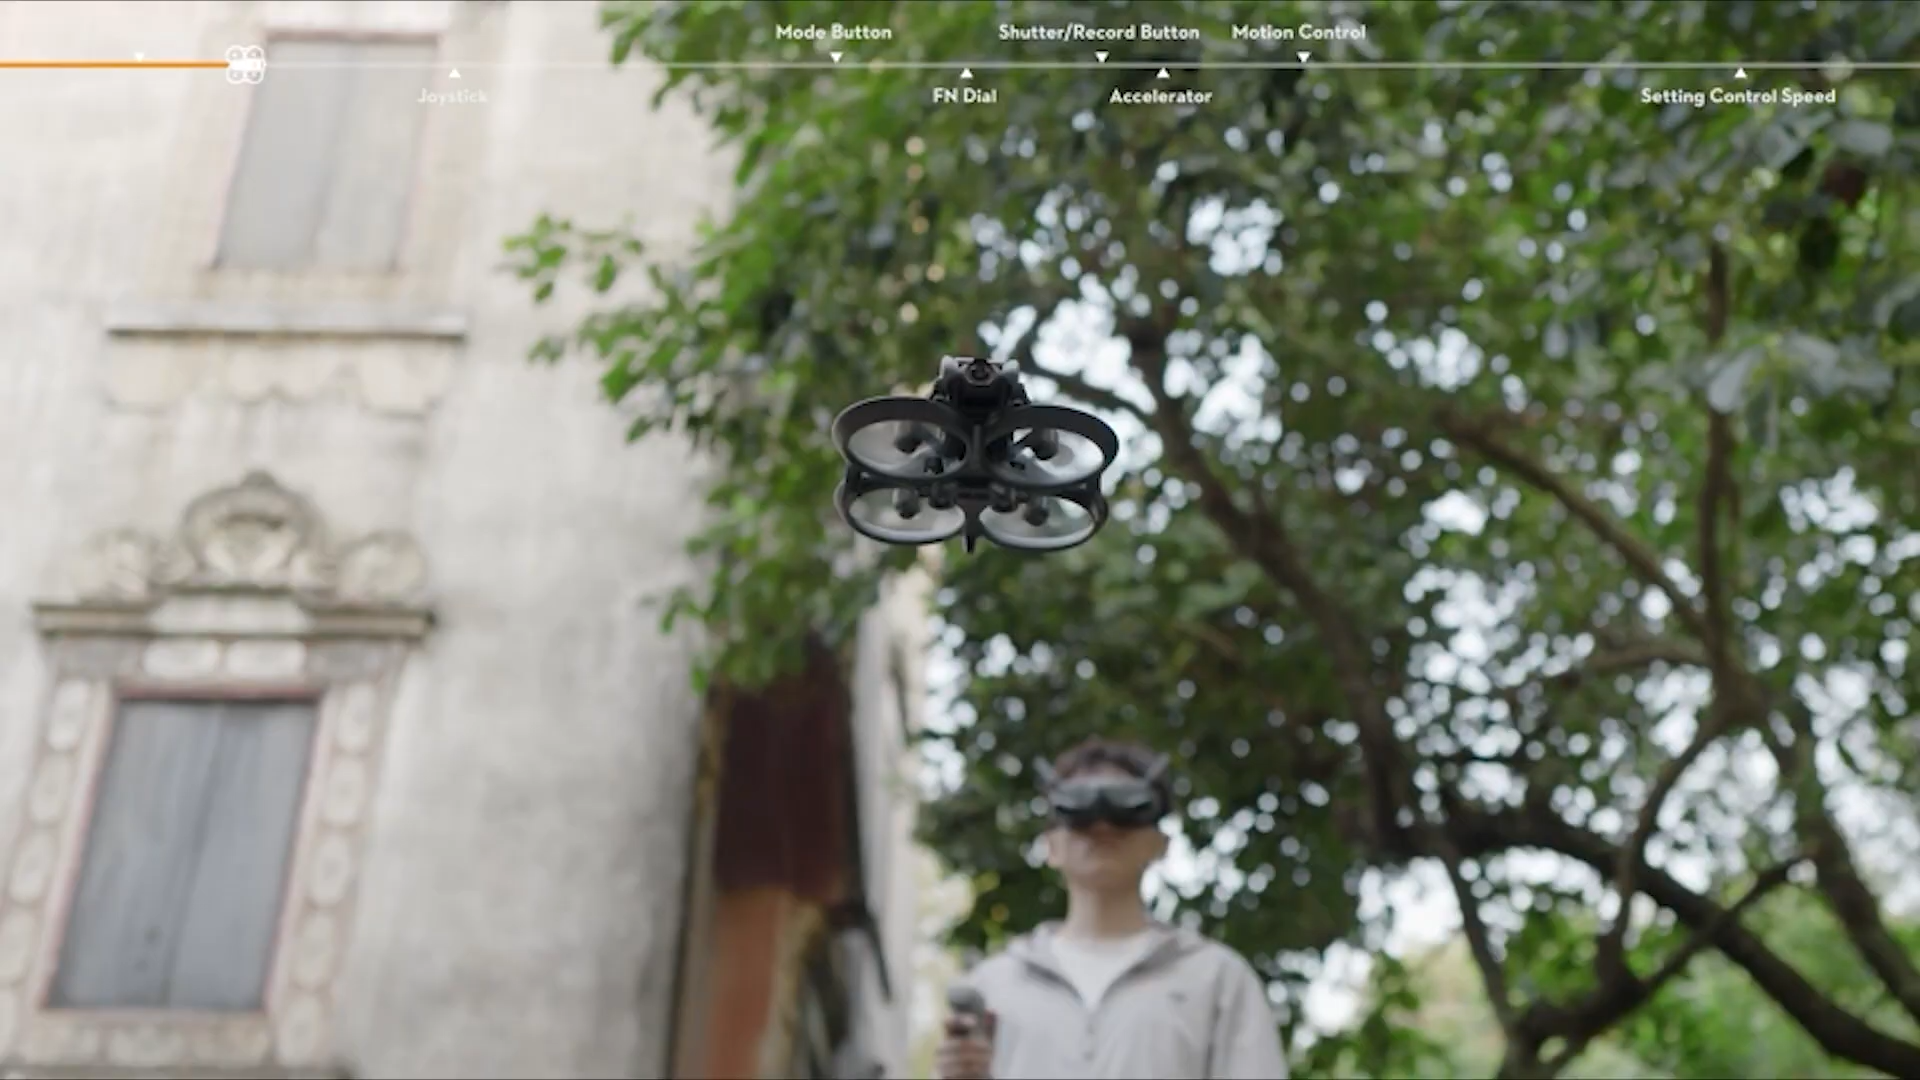 Mode Button
Shutter/Record Button
Motion Control
Joystick
FN Dial
Accelerator
Setting Control Speed